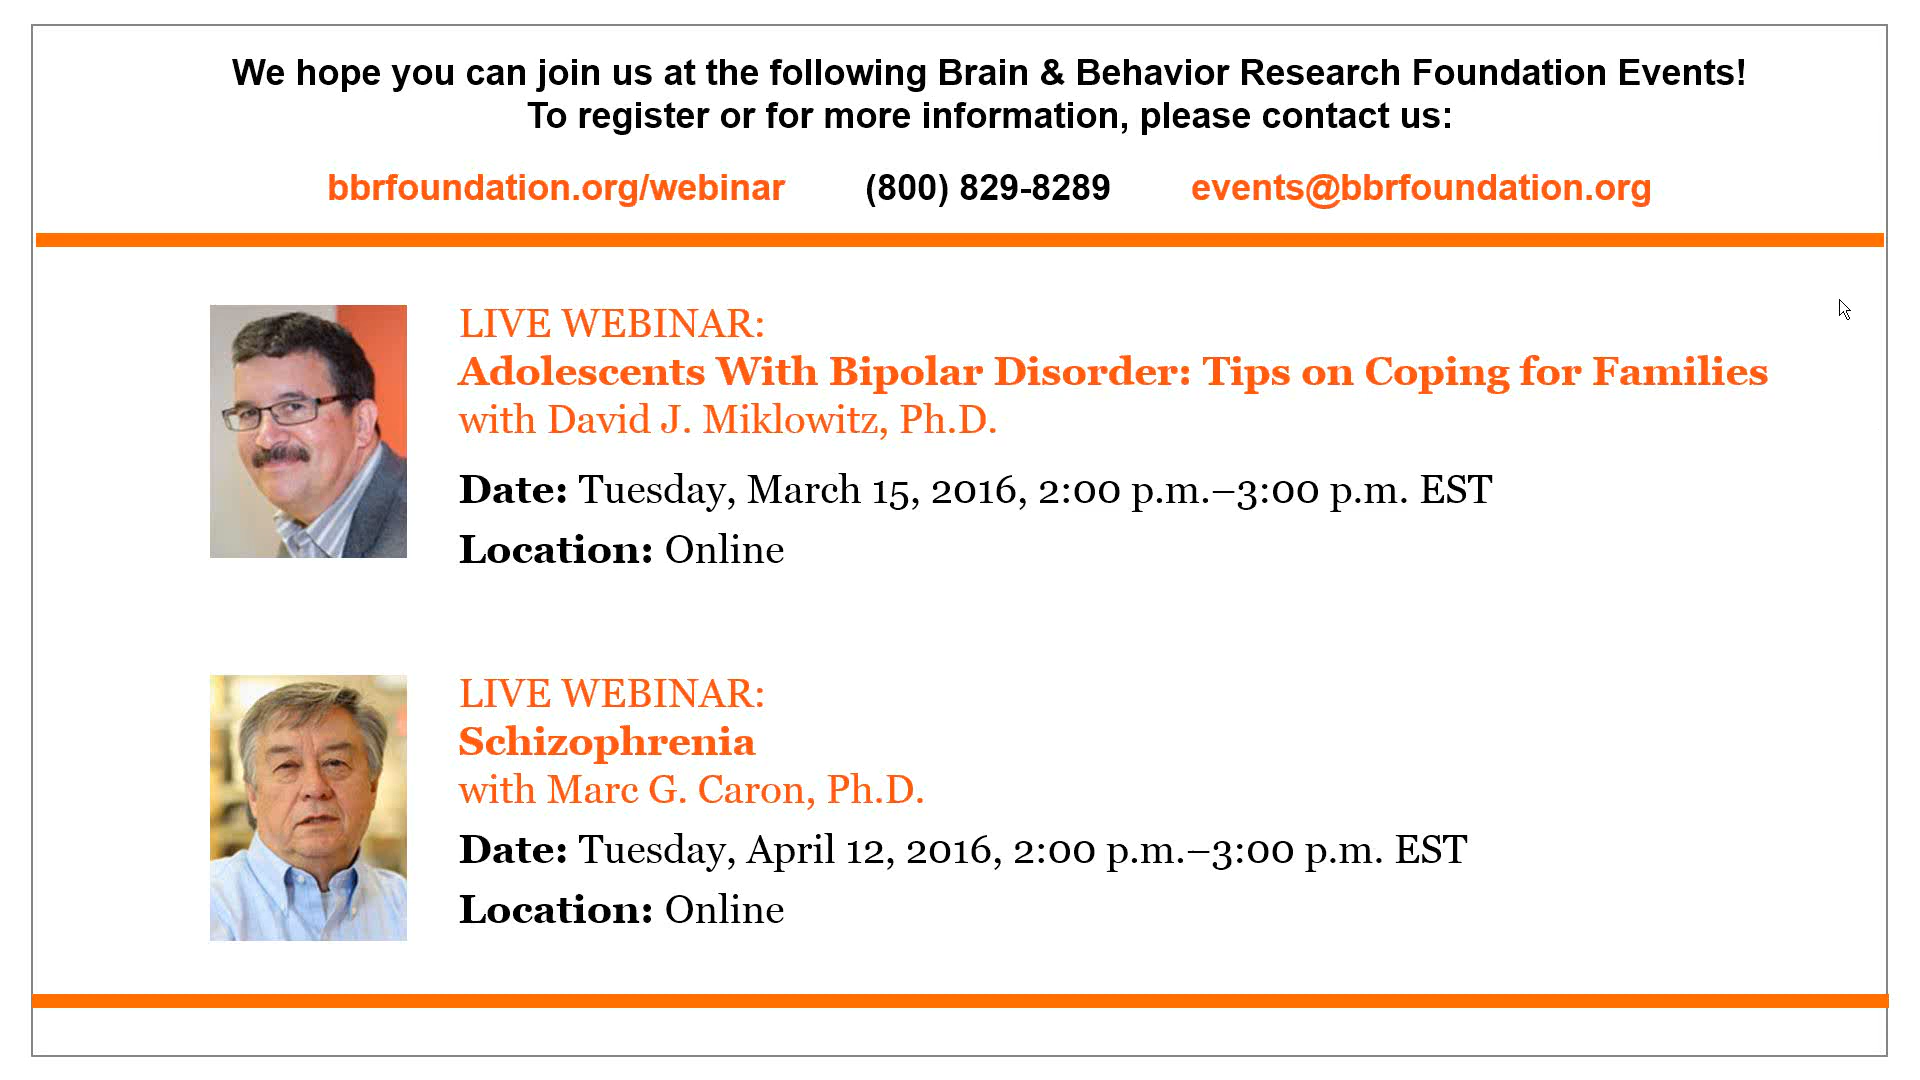 We hope you can join us at the following Brain & Behavior Research Foundation Events!
To register or for more information, please contact us:
bbrfoundation.org/webinar (800) 829-8289 events@bbrfoundation.org
LIVE WEBINAR:
Adolescents With Bipolar Disorder: Tips on Coping for Families
with David J. Miklowitz, Ph.D.
Date: Tuesday, March 15, 2016, 2:00 p.m.–3:00 p.m. EST
Location: Online
LIVE WEBINAR:
Schizophrenia
with Marc G. Caron, Ph.D.
Date: Tuesday, April 12, 2016, 2:00 p.m.–3:00 p.m. EST
Location: Online